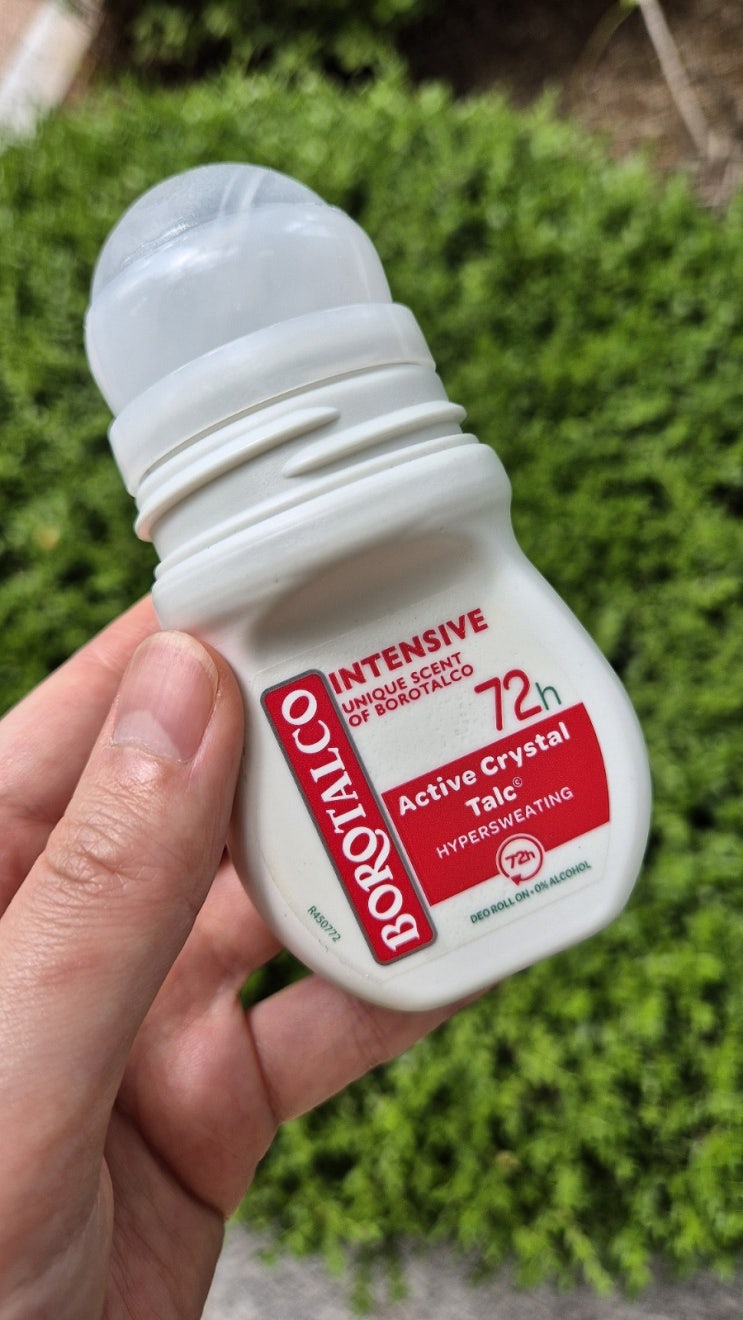 INTENSIVE
UNIQUE SCENT
OF BOROTALCO
72h
BOROTALCO
Active Crystal
Talc©
HYPERSWEATING
72h
DEO ROLL ON • 0% ALCOHOL
R450772